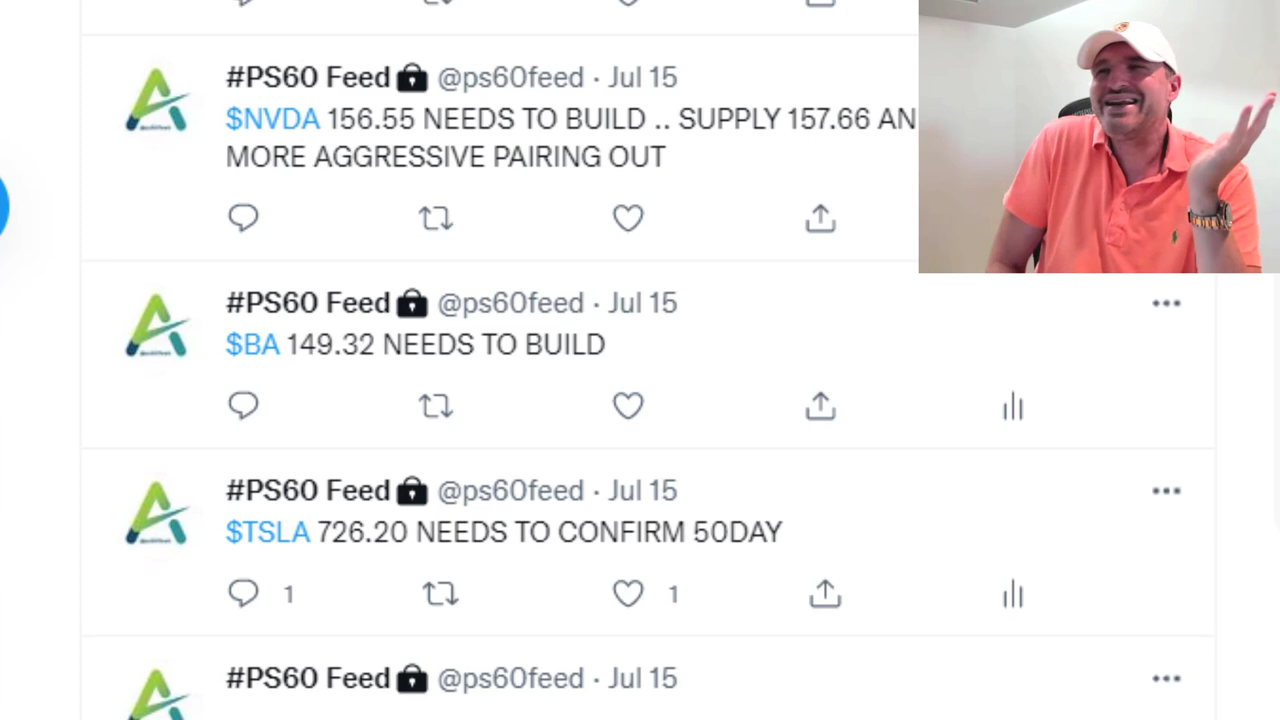 #PS60 Feed @ps60feed · Jul 15
$NVDA 156.55 NEEDS TO BUILD .. SUPPLY 157.66 AN
MORE AGGRESSIVE PAIRING OUT
#PS60 Feed @ps60feed · Jul 15
$BA 149.32 NEEDS TO BUILD
#PS60 Feed @ps60feed · Jul 15
$TSLA 726.20 NEEDS TO CONFIRM 50DAY
1 1
#PS60 Feed @ps60feed · Jul 15